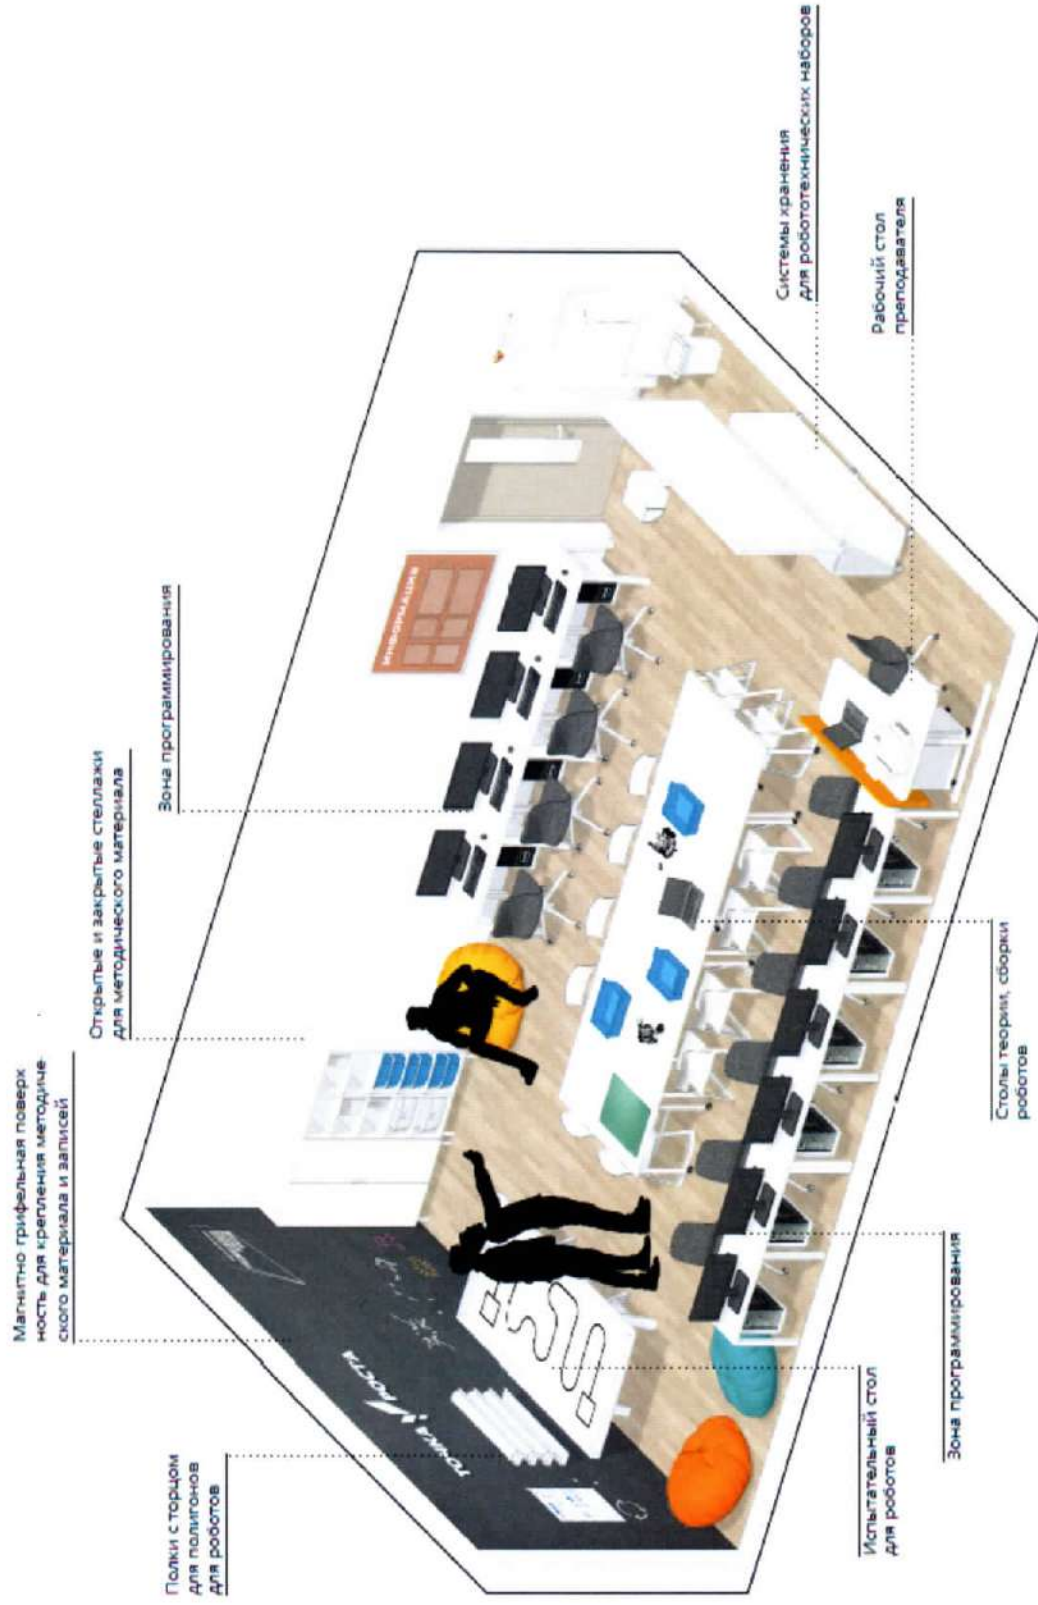 Магнитно грифельная поверх
ность для крепления методиче
ского материала и записей
Открытые и закрытые стеллажи
для методического материала
Зона программирования
Полки с торцом
для полигонов
для роботов
ТОЧКА РОСТА
ИНФОРМАЦИЯ
Системы хранения
для робототехнических наборов
Рабочий стол
преподавателя
Испытательный стол
для роботов
Зона программирования
Столы теории, сборки
роботов